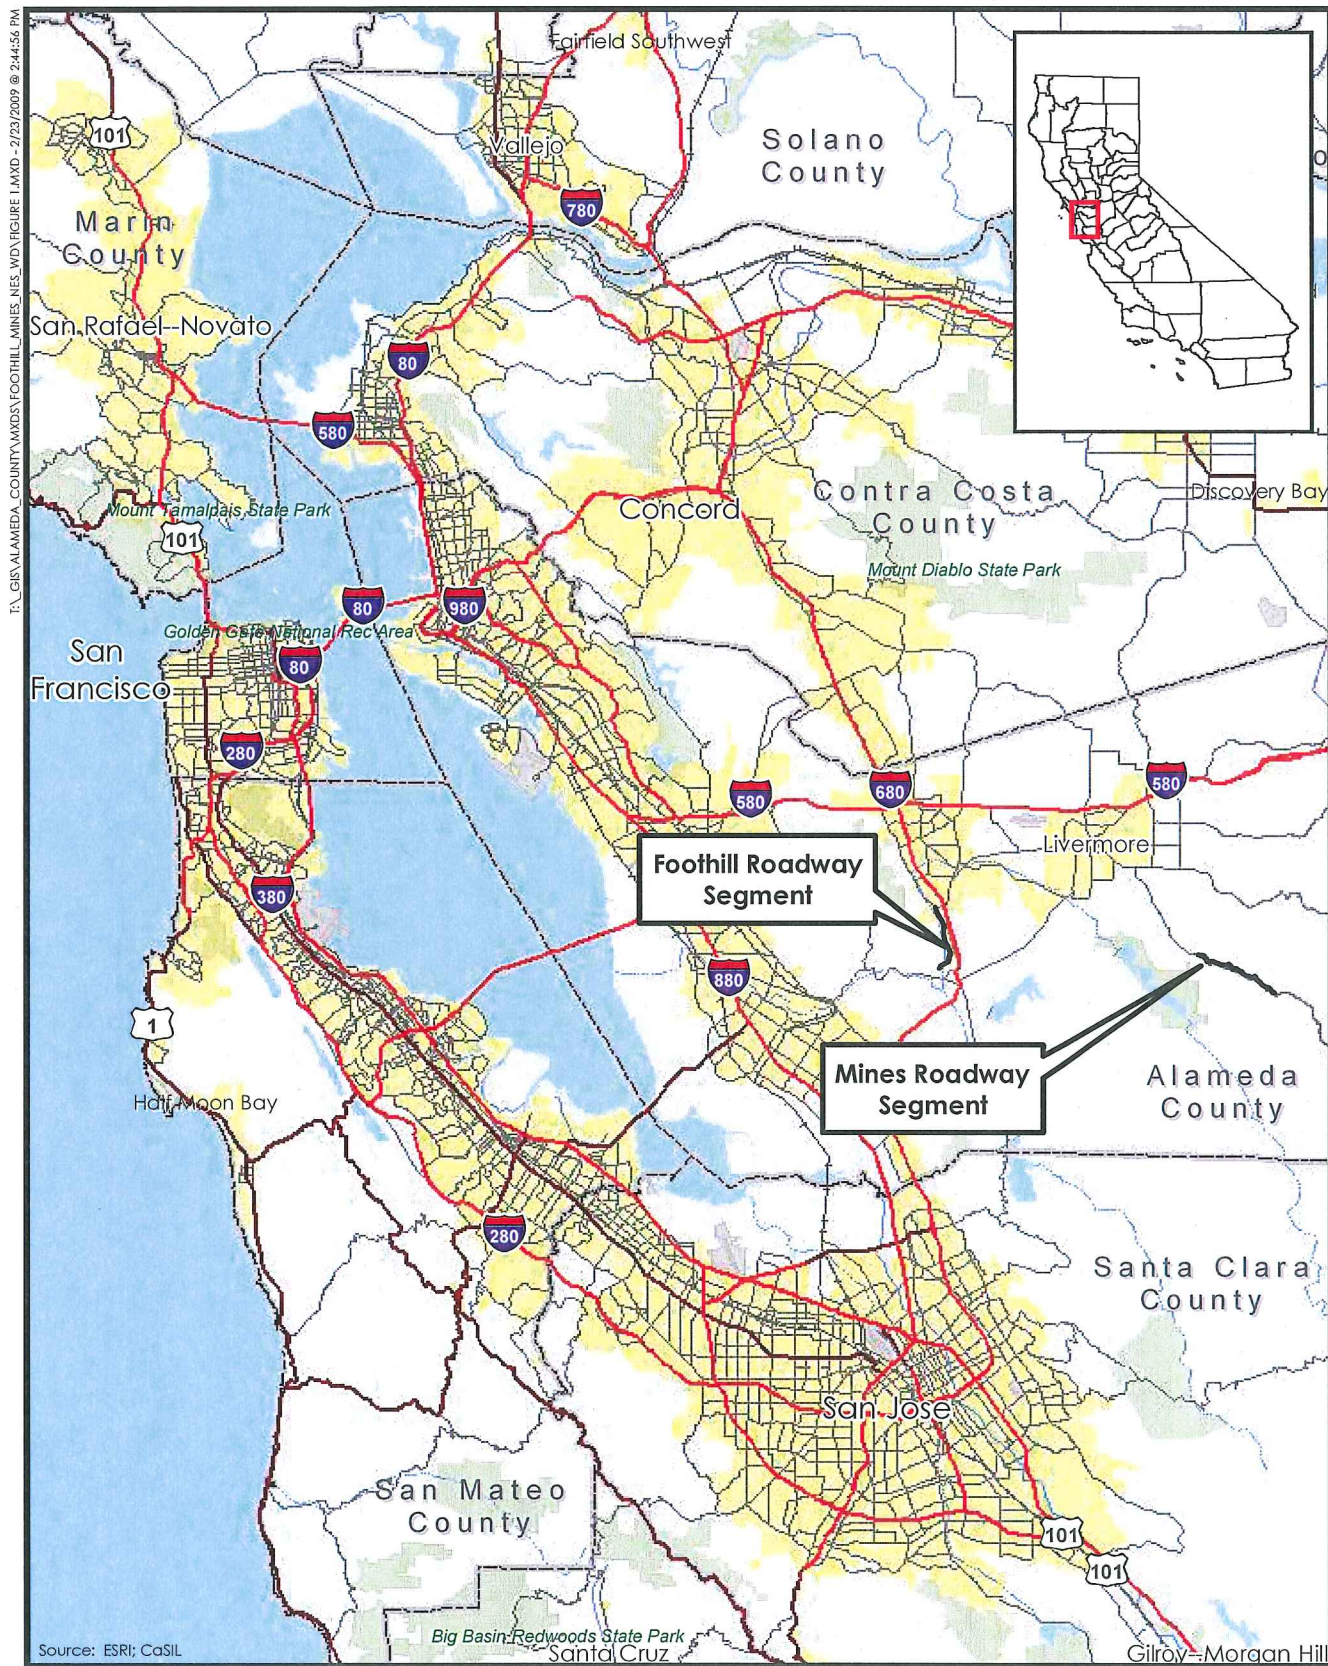 T:\_GIS\ALAMEDA_COUNTY\MXDS\FOOTHILL_MINES_NES_WD\FIGURE 1.MXD - 2/23/2009 @ 2:44:56 PM
Fairfield Southwest
101
Vallejo
Solano
County
780
Marin
County
San Rafael--Novato
80
580
Concord
Contra Costa
County
Discovery Bay
Mount Tamalpais State Park
101
Mount Diablo State Park
80
980
Golden Gate National Rec Area
San
Francisco
80
280
580
680
580
Livermore
Foothill Roadway
Segment
380
880
1
Mines Roadway
Segment
Alameda
County
Half Moon Bay
280
Santa Clara
County
San Jose
San Mateo
County
101
101
Big Basin Redwoods State Park
Santa Cruz
Gilroy--Morgan Hill
Source: ESRI; CaSIL